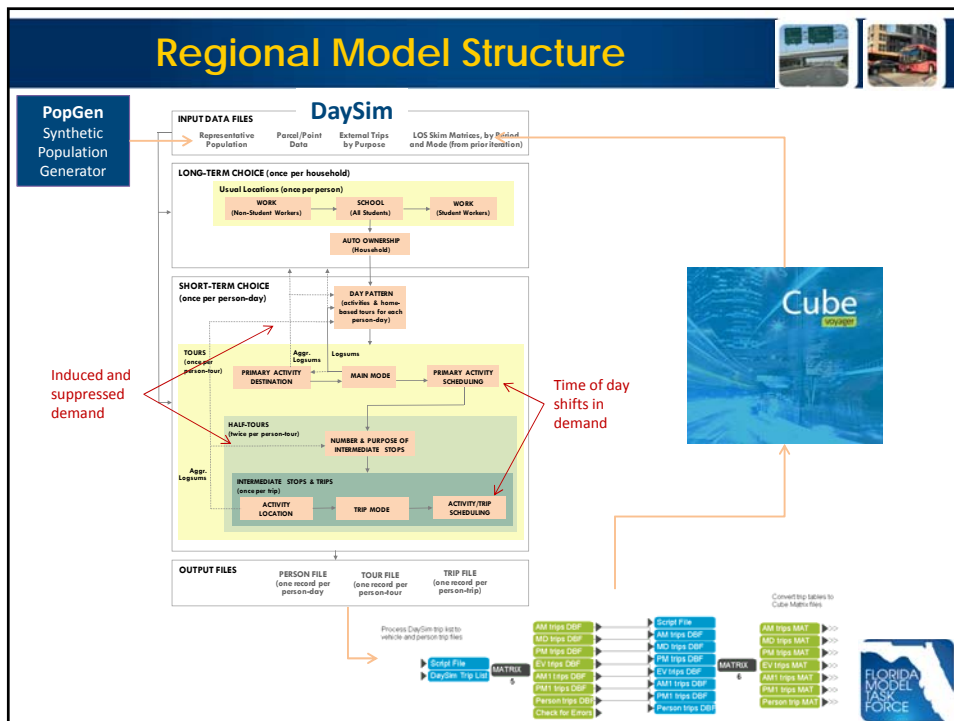 Regional Model Structure
PopGen
Synthetic
Population
Generator
DaySim
INPUT DATA FILES
Representative
Population
Parcel/Point
Data
External Trips
by Purpose
LOS Skim Matrices, by Period
and Mode (from prior iteration)
LONG-TERM CHOICE (once per household)
Usual Locations (once per person)
WORK
(Non-Student Workers)
SCHOOL
(All Students)
WORK
(Student Workers)
AUTO OWNERSHIP
(Household)
SHORT-TERM CHOICE
(once per person-day)
DAY PATTERN
(activities & home-
based tours for each
person-day)
TOURS
(once per
person-tour)
Aggr.
Logsums
Logsums
PRIMARY ACTIVITY
DESTINATION
MAIN MODE
PRIMARY ACTIVITY
SCHEDULING
Induced and
suppressed
demand
Time of day
shifts in
demand
HALF-TOURS
(twice per person-tour)
NUMBER & PURPOSE OF
INTERMEDIATE STOPS
Aggr.
Logsums
INTERMEDIATE STOPS & TRIPS
(once per trip)
ACTIVITY
LOCATION
TRIP MODE
ACTIVITY/TRIP
SCHEDULING
OUTPUT FILES
PERSON FILE
(one record per
person-day
TOUR FILE
(one record per
person-tour)
TRIP FILE
(one record per
person-trip)
Cube
voyager
Process DaySim trip list to
vehicle and person trip files
Script File
DaySim Trip List
MATRIX
5
AM trips DBF
MD trips DBF
PM trips DBF
EV trips DBF
AM1 trips DBF
PM1 trips DBF
Person trips DBF
Check for Errors
Script File
AM trips DBF
MD trips DBF
PM trips DBF
EV trips DBF
AM1 trips DBF
PM1 trips DBF
Person trips DBF
MATRIX
6
Convert trip tables to
Cube Matrix files
AM trips MAT
MD trips MAT
PM trips MAT
EV trips MAT
AM1 trips MAT
PM1 trips MAT
Person trip MAT
FLORIDA
MODEL
TASK
FORCE